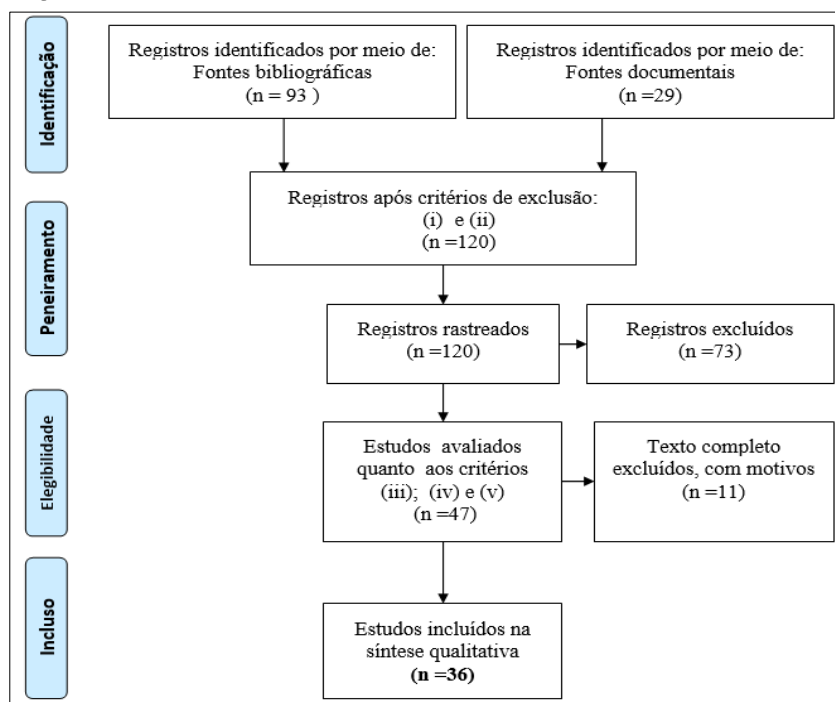 Identificação
Registros identificados por meio de:
Fontes bibliográficas
(n = 93 )
Registros identificados por meio de:
Fontes documentais
(n =29)
Peneiramento
Registros após critérios de exclusão:
(i) e (ii)
(n =120)
Registros rastreados
(n =120)
Registros excluídos
(n =73)
Elegibilidade
Estudos avaliados
quanto aos critérios
(iii); (iv) e (v)
(n =47)
Texto completo
excluídos, com motivos
(n =11)
Incluso
Estudos incluídos na
síntese qualitativa
(n =36)